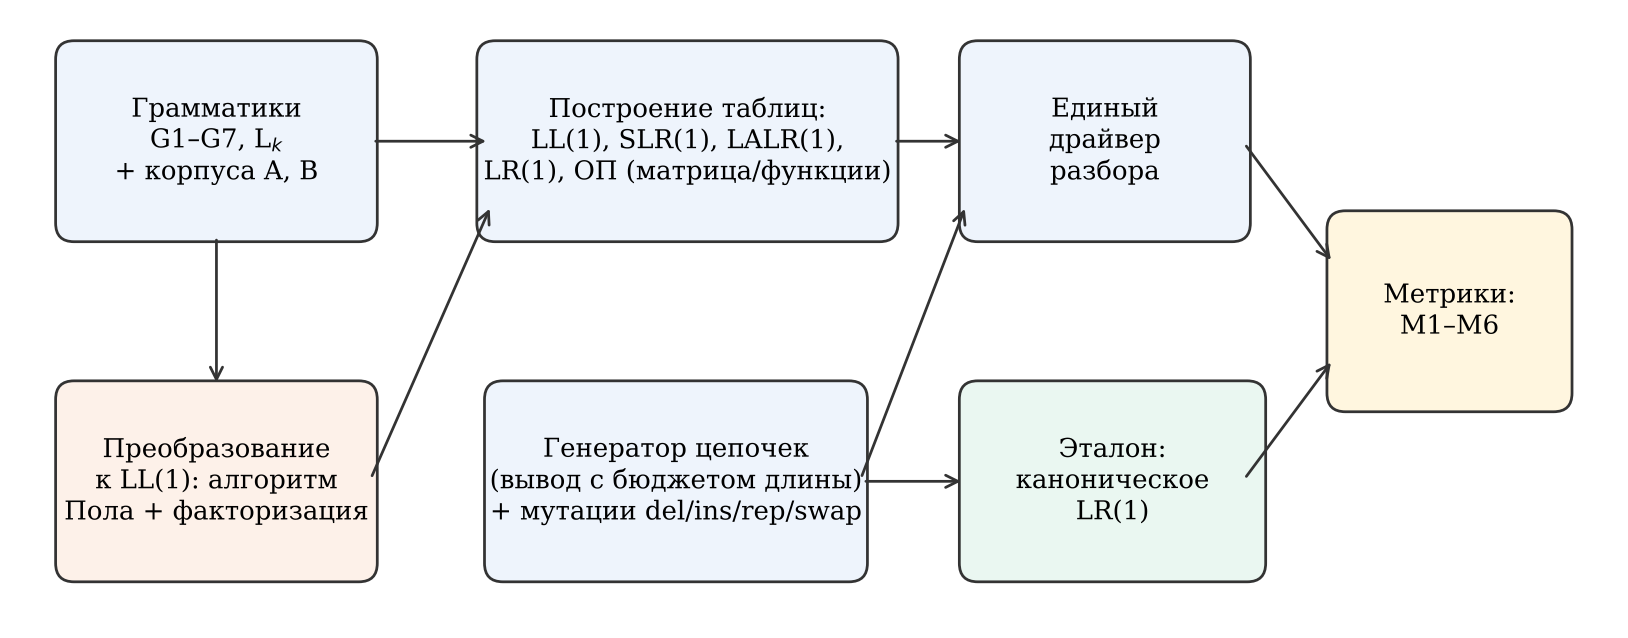 Грамматики
G1–G7, Lₖ
+ корпуса A, B
Построение таблиц:
LL(1), SLR(1), LALR(1),
LR(1), ОП (матрица/функции)
Единый
драйвер
разбора
Метрики:
M1–M6
Преобразование
к LL(1): алгоритм
Пола + факторизация
Генератор цепочек
(вывод с бюджетом длины)
+ мутации del/ins/rep/swap
Эталон:
каноническое
LR(1)